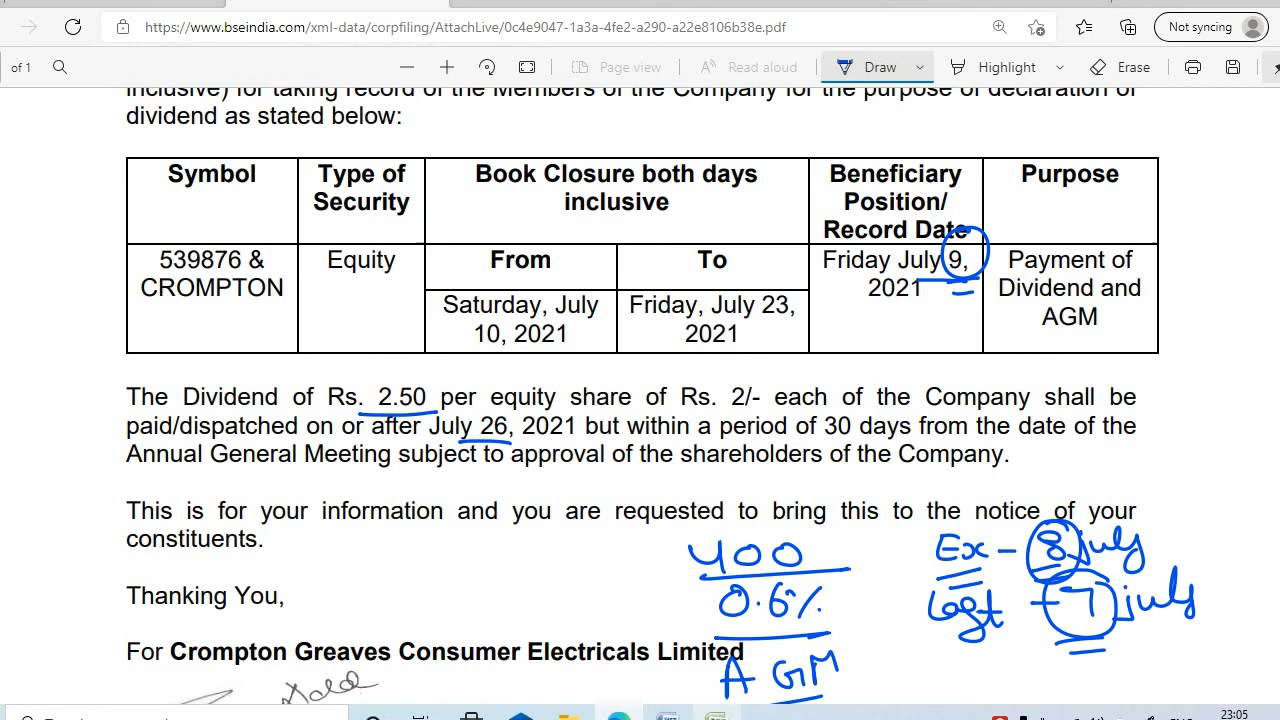 https://www.bseindia.com/xml-data/corpfiling/AttachLive/0c4e9047-1a3a-4fe2-a290-a22e8106b38e.pdf
Not syncing
of 1
Page view
Read aloud
Draw
Highlight
Erase
inclusive) for taking record of the Members of the Company for the purpose of declaration of
dividend as stated below:
Symbol
Type of Security
Book Closure both days inclusive
Beneficiary Position/ Record Date
Purpose
539876 & CROMPTON
Equity
From
To
Friday July 9, 2021
Payment of Dividend and AGM
Saturday, July 10, 2021
Friday, July 23, 2021
The Dividend of Rs. 2.50 per equity share of Rs. 2/- each of the Company shall be
paid/dispatched on or after July 26, 2021 but within a period of 30 days from the date of the
Annual General Meeting subject to approval of the shareholders of the Company.
This is for your information and you are requested to bring this to the notice of your
constituents.
400
Ex - 8 july
Thanking You,
0.6%
last - 7 july
For Crompton Greaves Consumer Electricals Limited
AGM
23:05